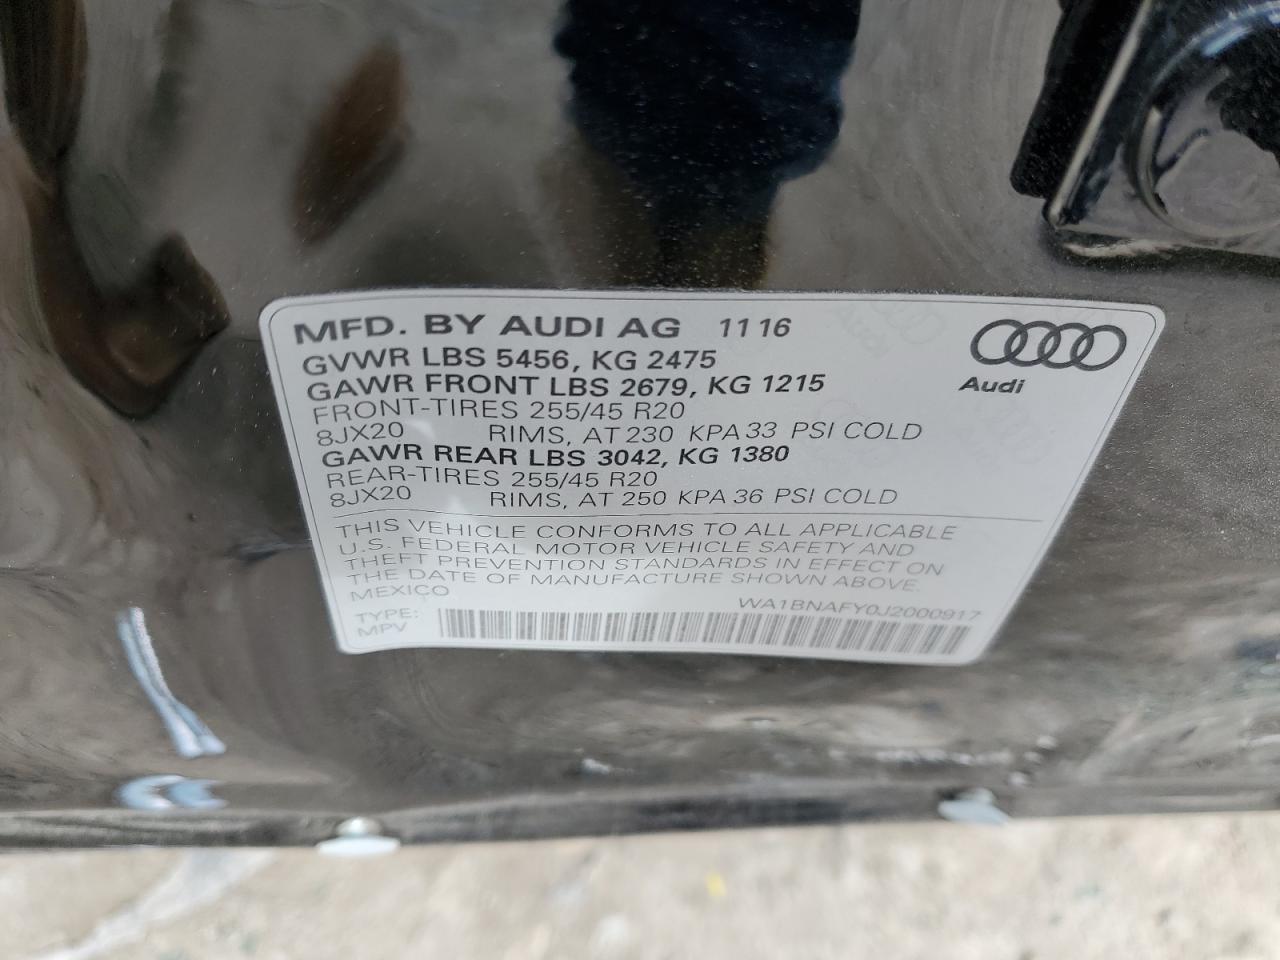 MFD. BY AUDI AG 11 16
GVWR LBS 5456, KG 2475
GAWR FRONT LBS 2679, KG 1215
FRONT-TIRES 255/45 R20
8JX20 RIMS, AT 230 KPA 33 PSI COLD
GAWR REAR LBS 3042, KG 1380
REAR-TIRES 255/45 R20
8JX20 RIMS, AT 250 KPA 36 PSI COLD
Audi
THIS VEHICLE CONFORMS TO ALL APPLICABLE
U.S. FEDERAL MOTOR VEHICLE SAFETY AND
THEFT PREVENTION STANDARDS IN EFFECT ON
THE DATE OF MANUFACTURE SHOWN ABOVE.
MEXICO
WA1BNAFY0J2000917
TYPE:
MPV